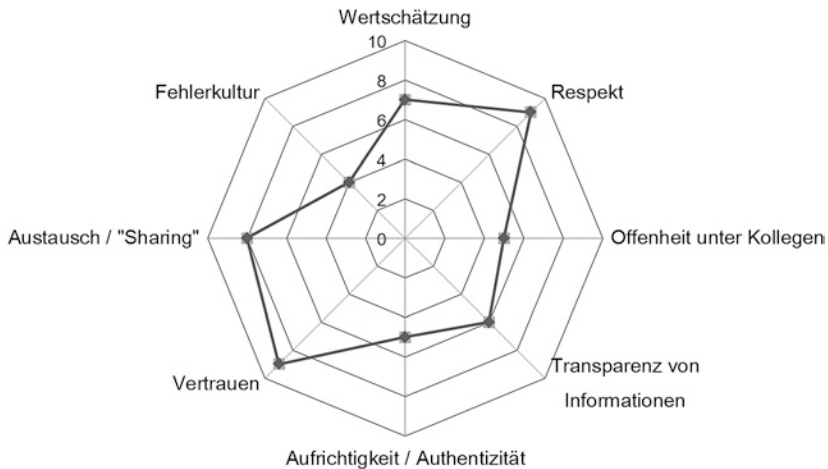 Wertschätzung
10
Fehlerkultur
8
Respekt
6
4
2
Austausch / "Sharing"
0
Offenheit unter Kollegen
Vertrauen
Transparenz von
Informationen
Aufrichtigkeit / Authentizität